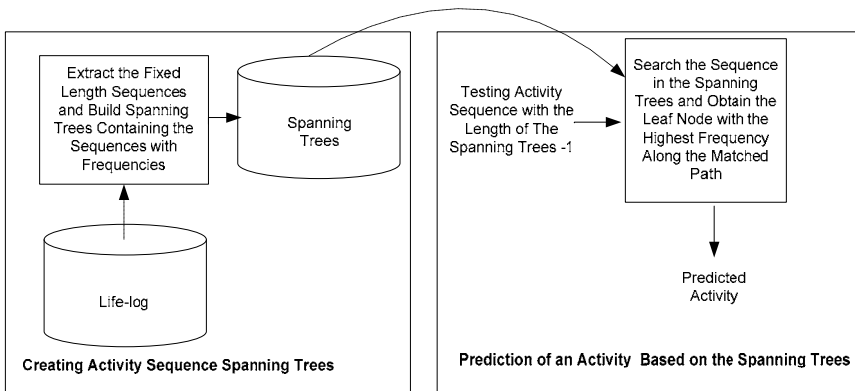 Extract the Fixed
Length Sequences
and Build Spanning
Trees Containing the
Sequences with
Frequencies
Spanning
Trees
Life-log
Creating Activity Sequence Spanning Trees
Testing Activity
Sequence with the
Length of The
Spanning Trees -1
Search the Sequence
in the Spanning
Trees and Obtain the
Leaf Node with the
Highest Frequency
Along the Matched
Path
Predicted
Activity
Prediction of an Activity Based on the Spanning Trees